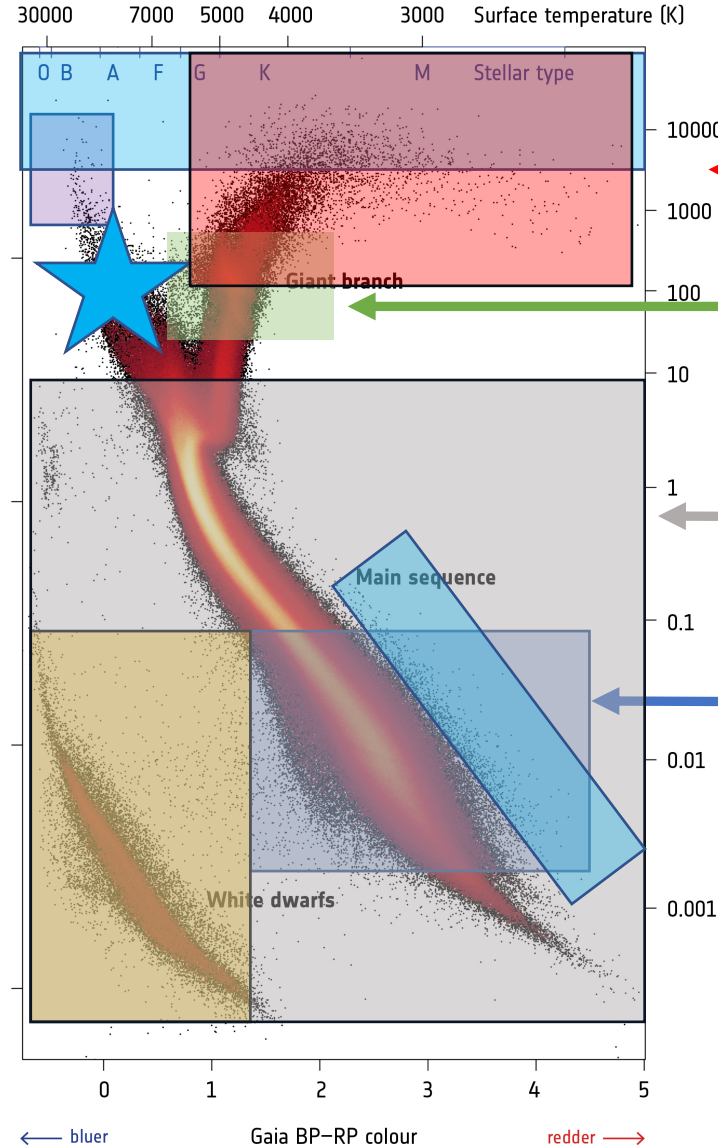 30000 7000 5000 4000 3000 Surface temperature (K)
O B A F G K M Stellar type
10000
1000
Giant branch
100
10
1
Main sequence
0.1
0.01
White dwarfs
0.001
0 1 2 3 4 5
bluer Gaia BP–RP colour redder